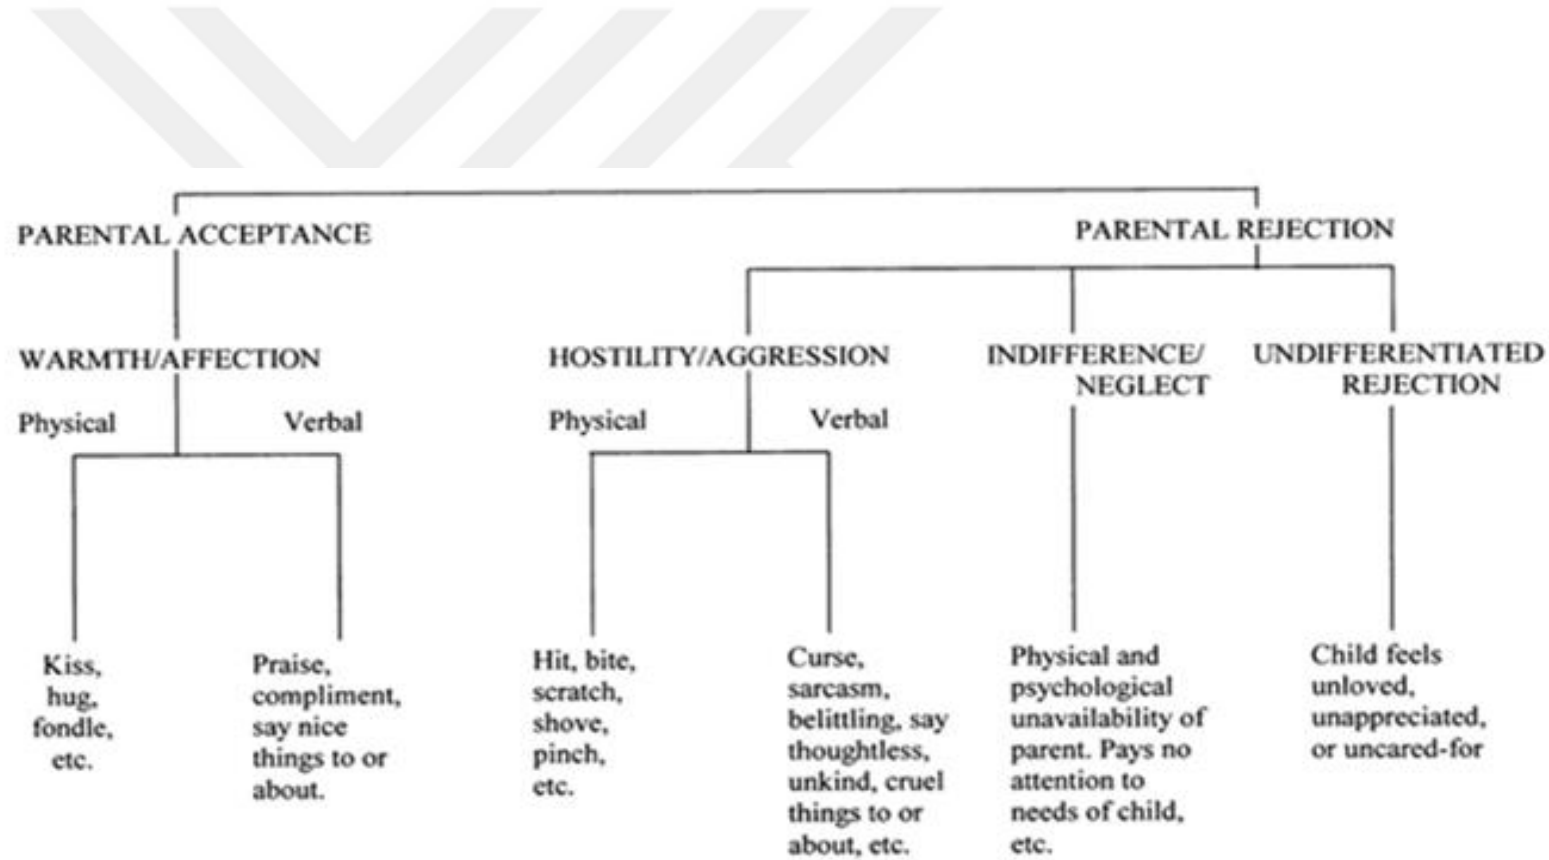 PARENTAL ACCEPTANCE
PARENTAL REJECTION
WARMTH/AFFECTION
HOSTILITY/AGGRESSION
INDIFFERENCE/
NEGLECT
UNDIFFERENTIATED
REJECTION
Physical
Verbal
Physical
Verbal
Kiss,
hug,
fondle,
etc.
Praise,
compliment,
say nice
things to or
about.
Hit, bite,
scratch,
shove,
pinch,
etc.
Curse,
sarcasm,
belittling, say
thoughtless,
unkind, cruel
things to or
about, etc.
Physical and
psychological
unavailability of
parent. Pays no
attention to
needs of child,
etc.
Child feels
unloved,
unappreciated,
or uncared-for